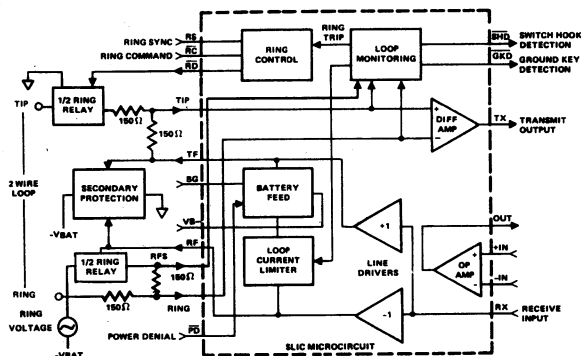 RING SYNC
RS
RING COMMAND
RC
RD
RING CONTROL
RING TRIP
LOOP MONITORING
SHD
SWITCH HOOK DETECTION
GKD
GROUND KEY DETECTION
TIP
1/2 RING RELAY
150Ω
150Ω
TIP
+
−
DIFF AMP
TX
TRANSMIT OUTPUT
2 WIRE LOOP
SECONDARY PROTECTION
-VBAT
TF
BG
BATTERY FEED
VB-
RF
LOOP CURRENT LIMITER
+1
LINE DRIVERS
-1
OUT
+IN
OP AMP
+
−
-IN
RX
RECEIVE INPUT
1/2 RING RELAY
RFS
150Ω
RING
150Ω
RING
RING VOLTAGE
-VBAT
POWER DENIAL
PD
SLIC MICROCIRCUIT